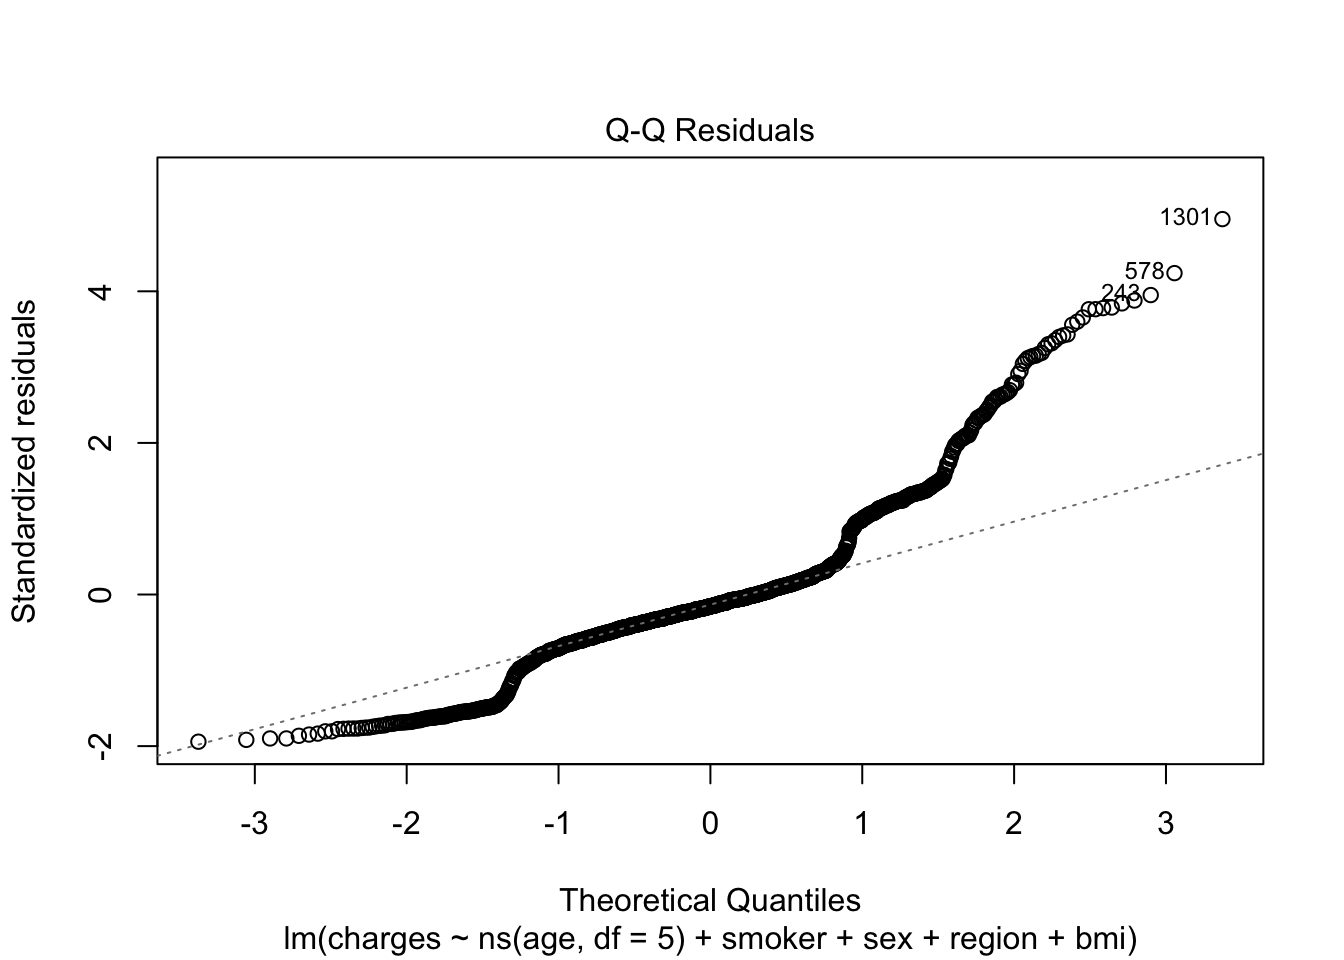 Q-Q Residuals
1301
578
243
Standardized residuals
4
2
0
-2
-3 -2 -1 0 1 2 3
Theoretical Quantiles
lm(charges ~ ns(age, df = 5) + smoker + sex + region + bmi)